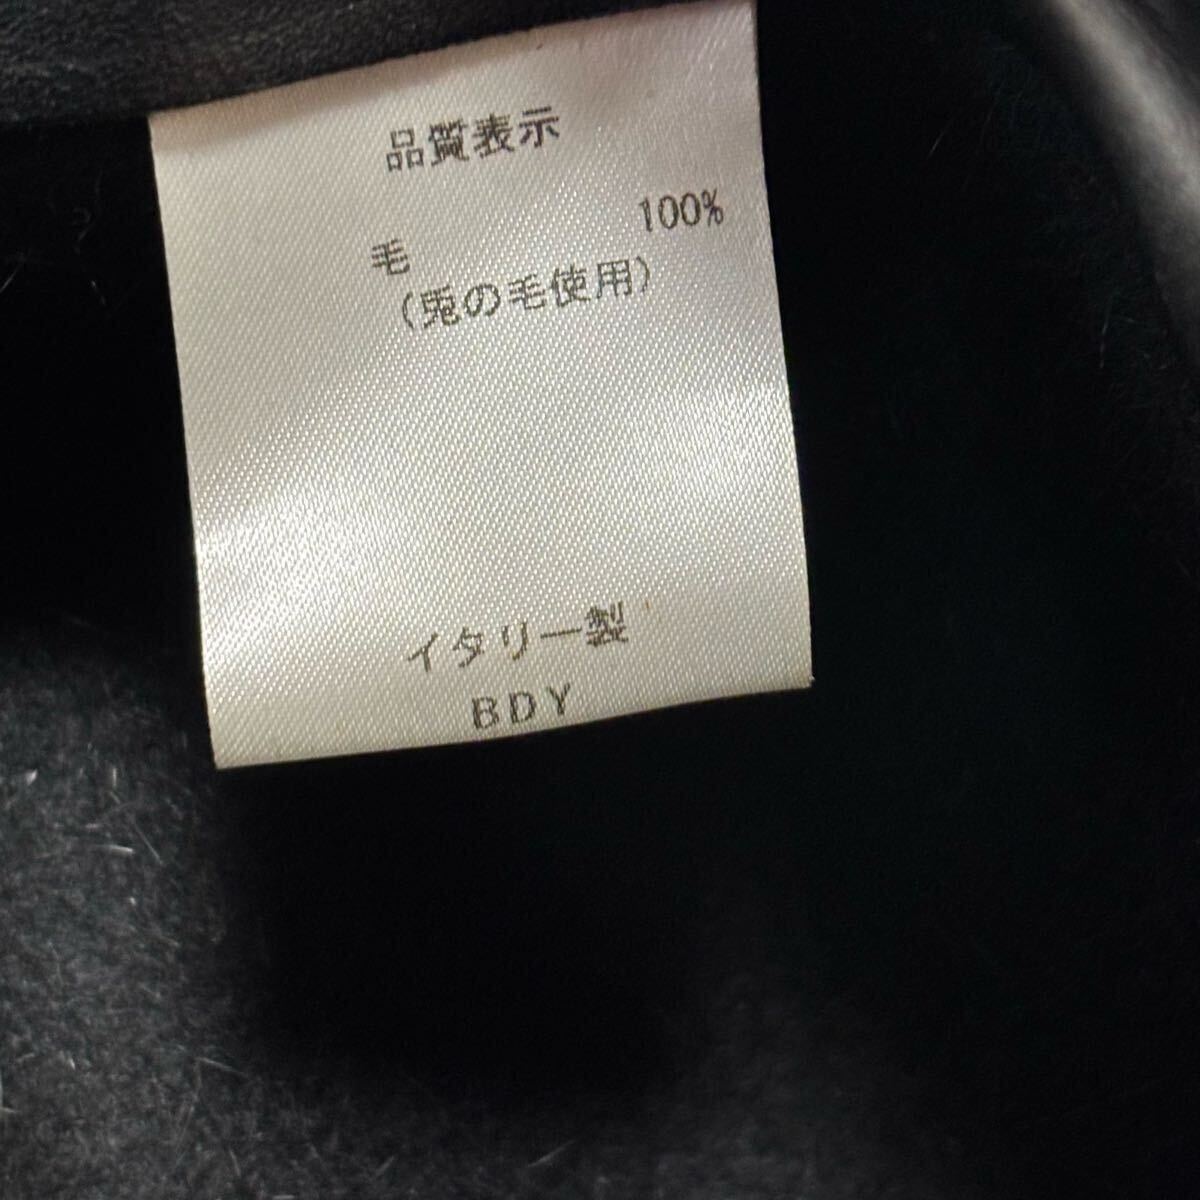 品質表示
毛 100%
(兎の毛使用)
イタリー製
BDY